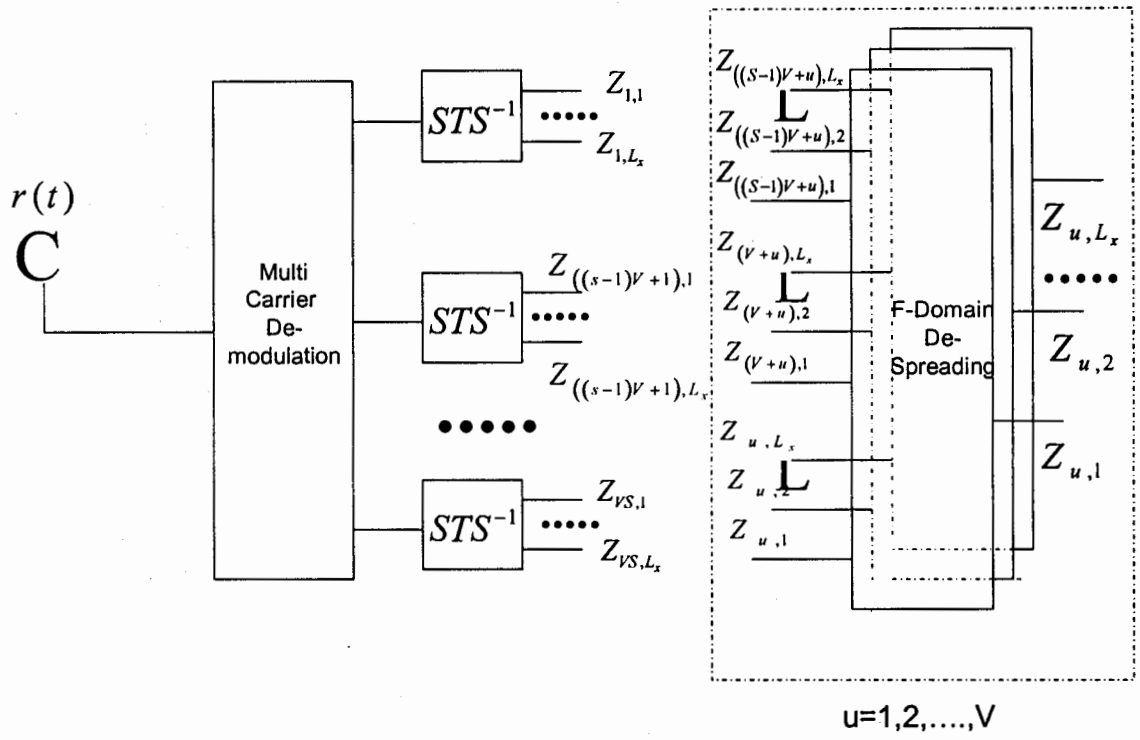 r(t)
C
Multi
Carrier
De-
modulation
STS⁻¹
Z_{1,1}
•••••
Z_{1,L_x}
STS⁻¹
Z_{((s-1)V+1),1}
•••••
Z_{((s-1)V+1),L_x}
•••••
STS⁻¹
Z_{VS,1}
•••••
Z_{VS,L_x}
Z_{((S-1)V+u),L_x}
L
Z_{((S-1)V+u),2}
Z_{((S-1)V+u),1}
Z_{(V+u),L_x}
L
Z_{(V+u),2}
Z_{(V+u),1}
Z_{u,L_x}
L
Z_{u,2}
Z_{u,1}
F-Domain
De-
Spreading
Z_{u,L_x}
•••••
Z_{u,2}
Z_{u,1}
u=1,2,....,V